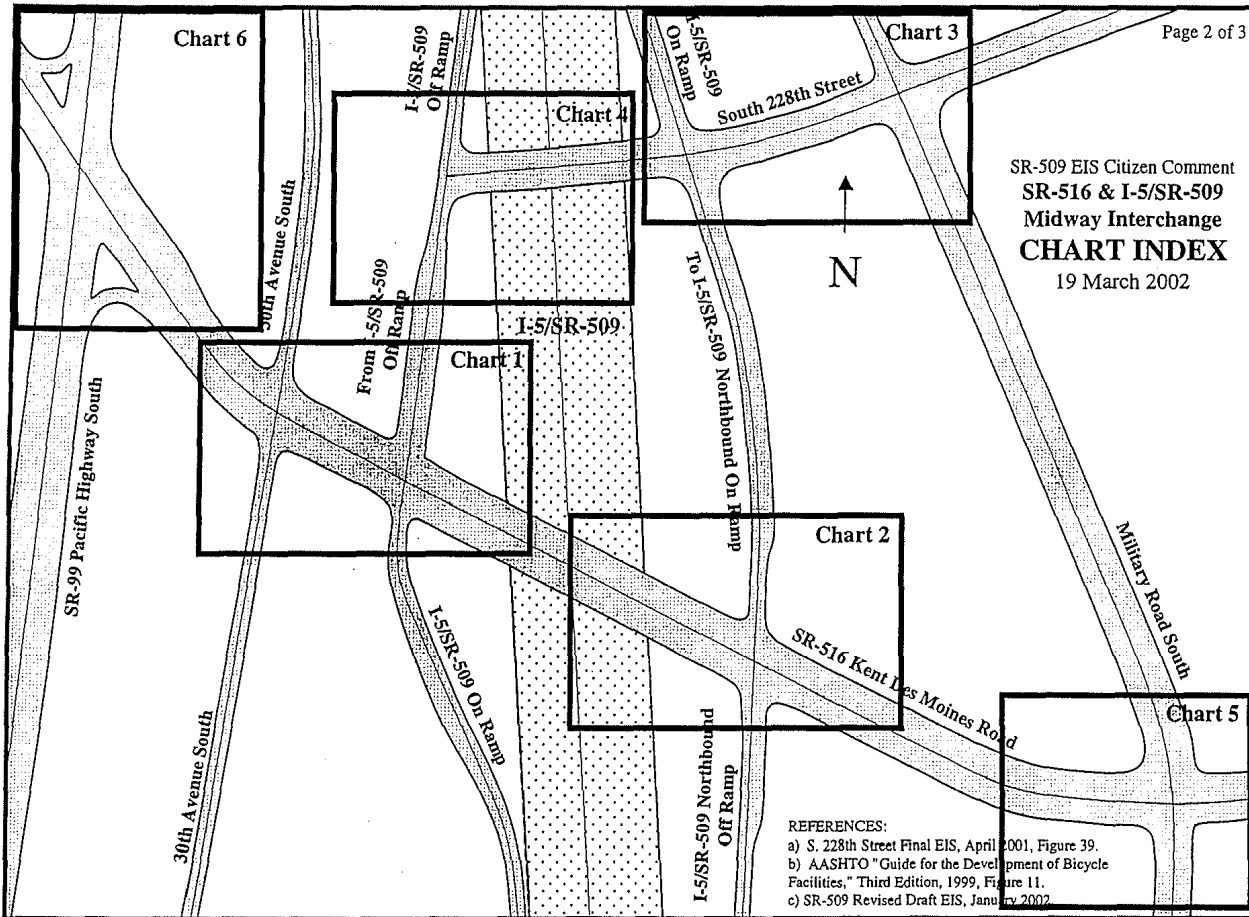 Chart 6
I-5/SR-509
Off Ramp
Chart 4
I-5/SR-509
On Ramp
Chart 3
Page 2 of 3
South 228th Street
SR-509 EIS Citizen Comment
SR-516 & I-5/SR-509
Midway Interchange
CHART INDEX
19 March 2002
N
30th Avenue South
From I-5/SR-509
Off Ramp
I-5/SR-509
Chart 1
To I-5/SR-509 Northbound On Ramp
SR-99 Pacific Highway South
Chart 2
Military Road South
SR-516 Kent Des Moines Road
Chart 5
I-5/SR-509 On Ramp
30th Avenue South
I-5/SR-509 Northbound
Off Ramp
REFERENCES:
a) S. 228th Street Final EIS, April 2001, Figure 39.
b) AASHTO "Guide for the Development of Bicycle
Facilities," Third Edition, 1999, Figure 11.
c) SR-509 Revised Draft EIS, January 2002.